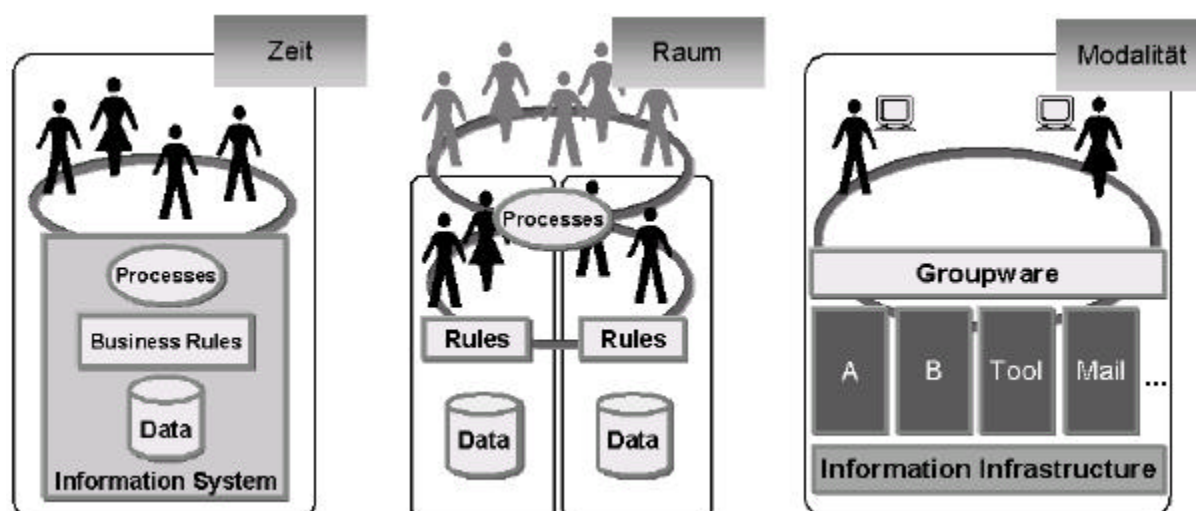 Zeit
Processes
Business Rules
Data
Information System
Raum
Processes
Rules
Rules
Data
Data
Modalität
Groupware
A
B
Tool
Mail
...
Information Infrastructure